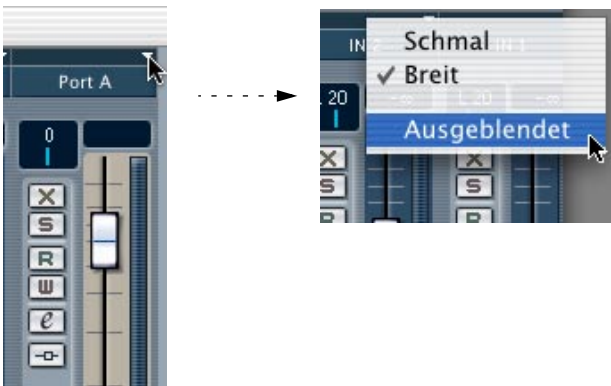 Port A
0
X
S
R
W
e
IN 2
IN 1
Schmal
✓ Breit
Ausgeblendet
L 20
-∞
L 20
-∞
X
X
S
S
R
R